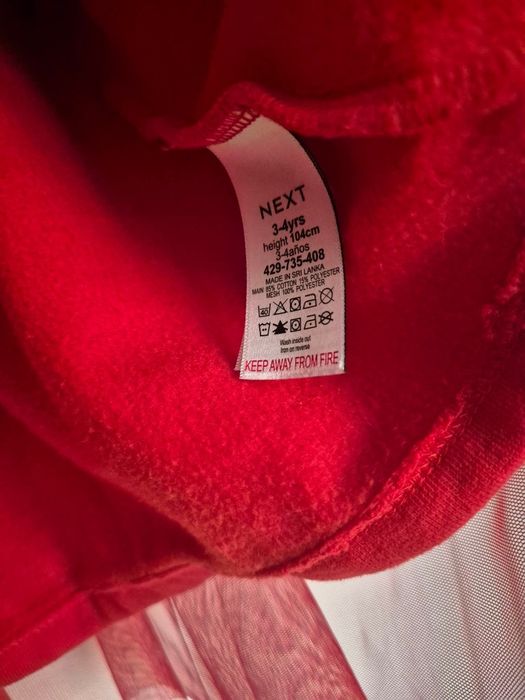 NEXT
3-4yrs
height 104cm
3-4años
429-735-408
MADE IN SRI LANKA
MAIN 85% COTTON 15% POLYESTER
MESH 100% POLYESTER
40
Wash inside out
Iron on reverse
KEEP AWAY FROM FIRE